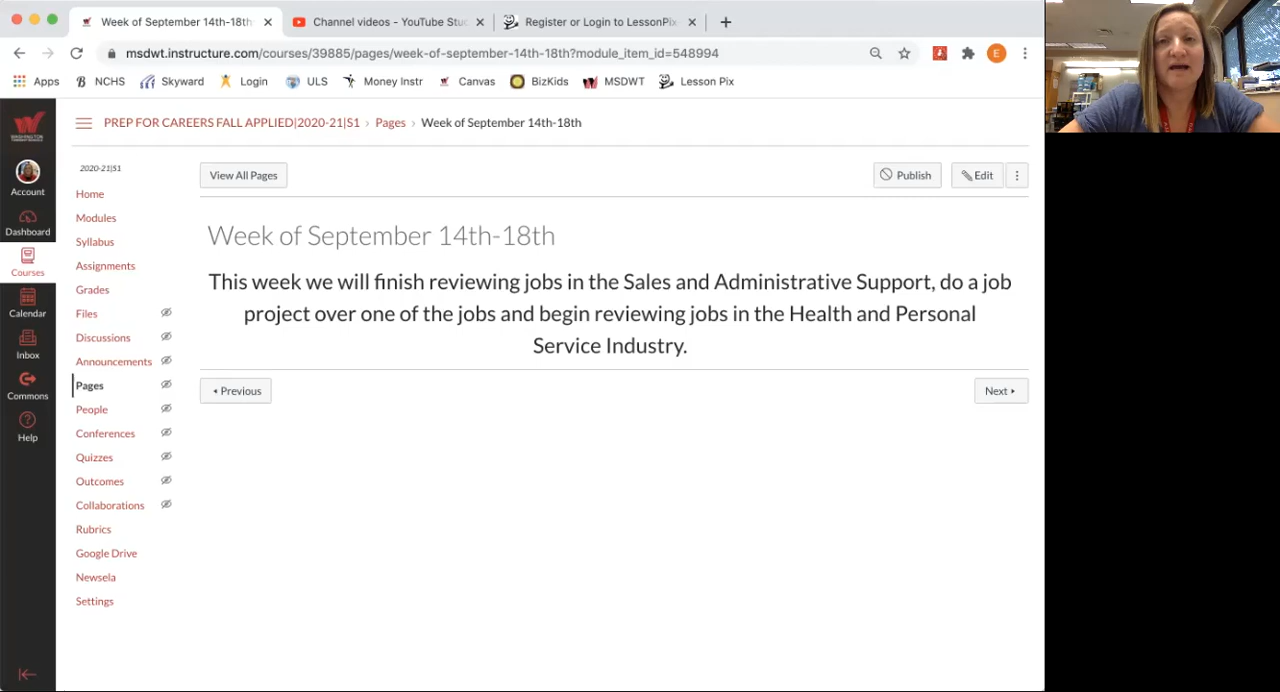 Week of September 14th-18th
Channel videos - YouTube Stu
Register or Login to LessonPix
msdwt.instructure.com/courses/39885/pages/week-of-september-14th-18th?module_item_id=548994
E
Apps
NCHS
Skyward
Login
ULS
Money Instr
Canvas
BizKids
MSDWT
Lesson Pix
WASHINGTON
Account
Dashboard
Courses
Calendar
Inbox
Commons
Help
PREP FOR CAREERS FALL APPLIED|2020-21|S1 › Pages › Week of September 14th-18th
2020-21|S1
Home
Modules
Syllabus
Assignments
Grades
Files
Discussions
Announcements
Pages
People
Conferences
Quizzes
Outcomes
Collaborations
Rubrics
Google Drive
Newsela
Settings
View All Pages
Publish
Edit
Week of September 14th-18th
This week we will finish reviewing jobs in the Sales and Administrative Support, do a job
project over one of the jobs and begin reviewing jobs in the Health and Personal
Service Industry.
Previous
Next